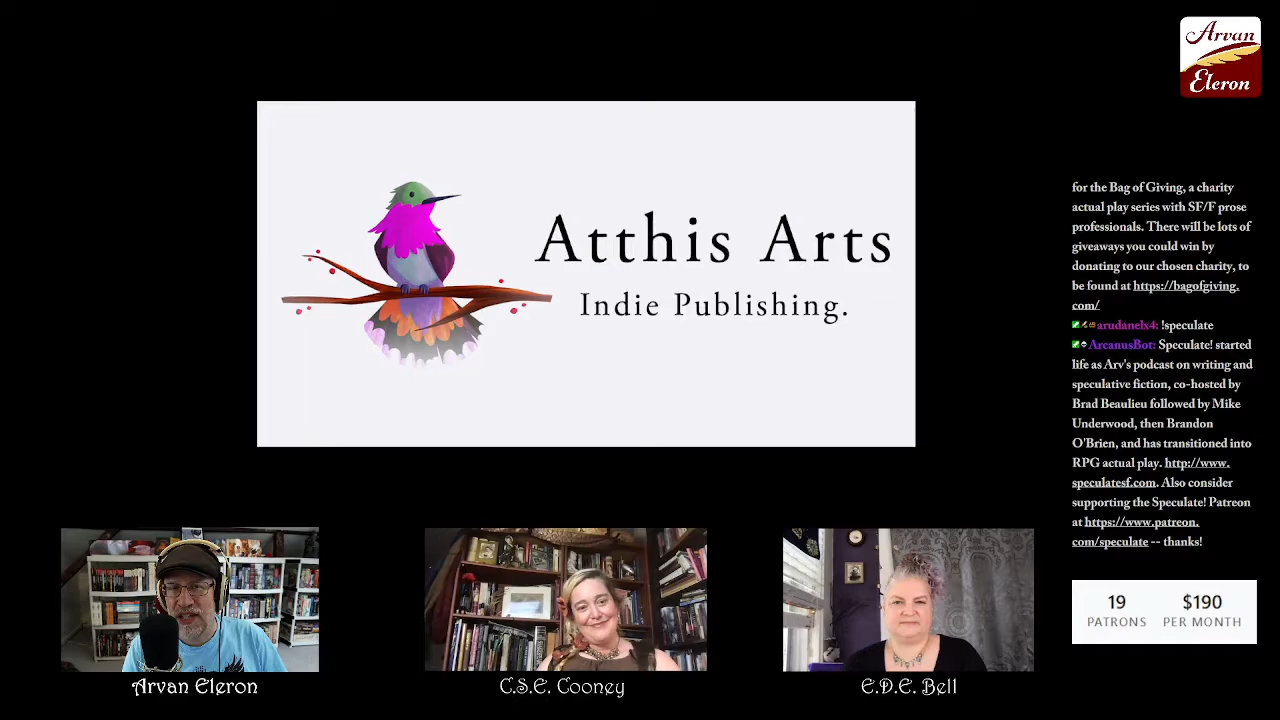 Arvan
Eleron
Atthis Arts
Indie Publishing.
for the Bag of Giving, a charity
actual play series with SF/F prose
professionals. There will be lots of
giveaways you could win by
donating to our chosen charity, to
be found at https://bagofgiving.
com/
arudanelx4: !speculate
ArcanusBot: Speculate! started
life as Arv's podcast on writing and
speculative fiction, co-hosted by
Brad Beaulieu followed by Mike
Underwood, then Brandon
O'Brien, and has transitioned into
RPG actual play. http://www.
speculatesf.com. Also consider
supporting the Speculate! Patreon
at https://www.patreon.
com/speculate -- thanks!
19 $190
PATRONS PER MONTH
Arvan Eleron
C.S.E. Cooney
E.D.E. Bell